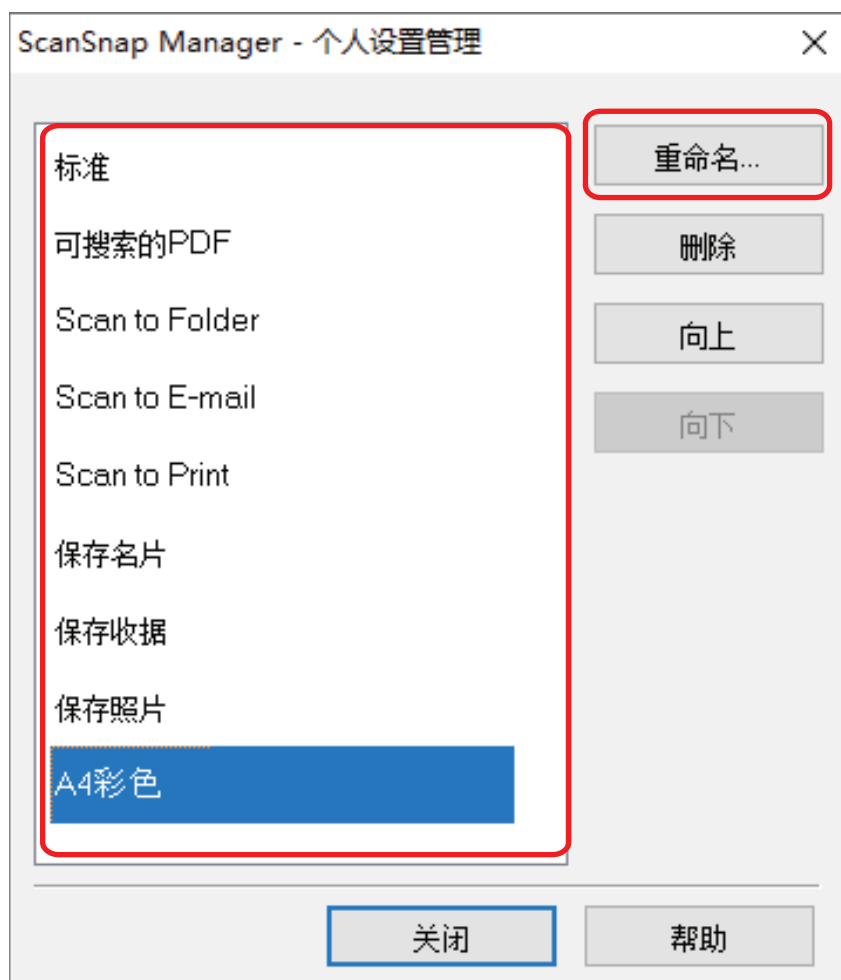 ScanSnap Manager - 个人设置管理
标准
可搜索的PDF
Scan to Folder
Scan to E-mail
Scan to Print
保存名片
保存收据
保存照片
A4彩色
重命名...
删除
向上
向下
关闭
帮助